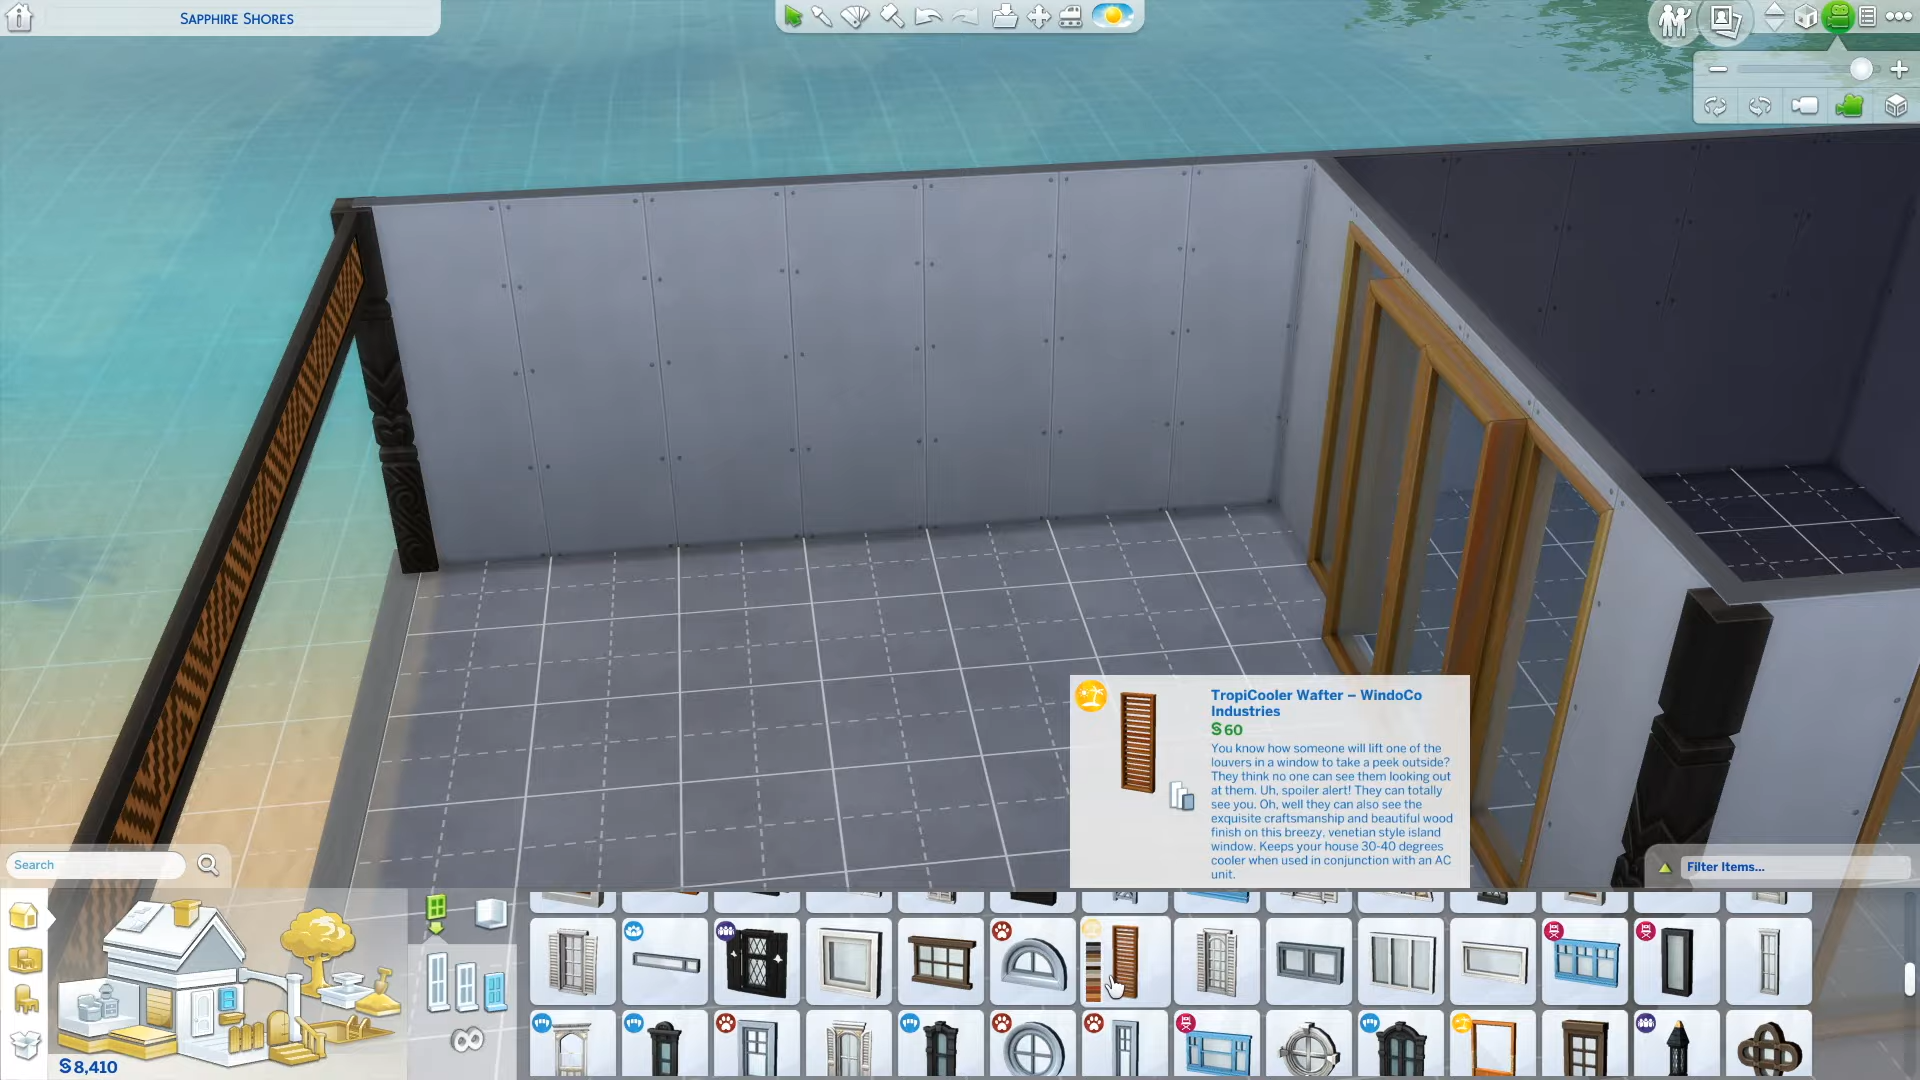 Sapphire Shores
TropiCooler Wafter – WindoCo
Industries
§60
You know how someone will lift one of the
louvers in a window to take a peek outside?
They think no one can see them looking out
at them. Uh, spoiler alert! They can totally
see you. Oh, well they can also see the
exquisite craftsmanship and beautiful wood
finish on this breezy, venetian style island
window. Keeps your house 30-40 degrees
cooler when used in conjunction with an AC
unit.
Search
Filter Items...
§8,410